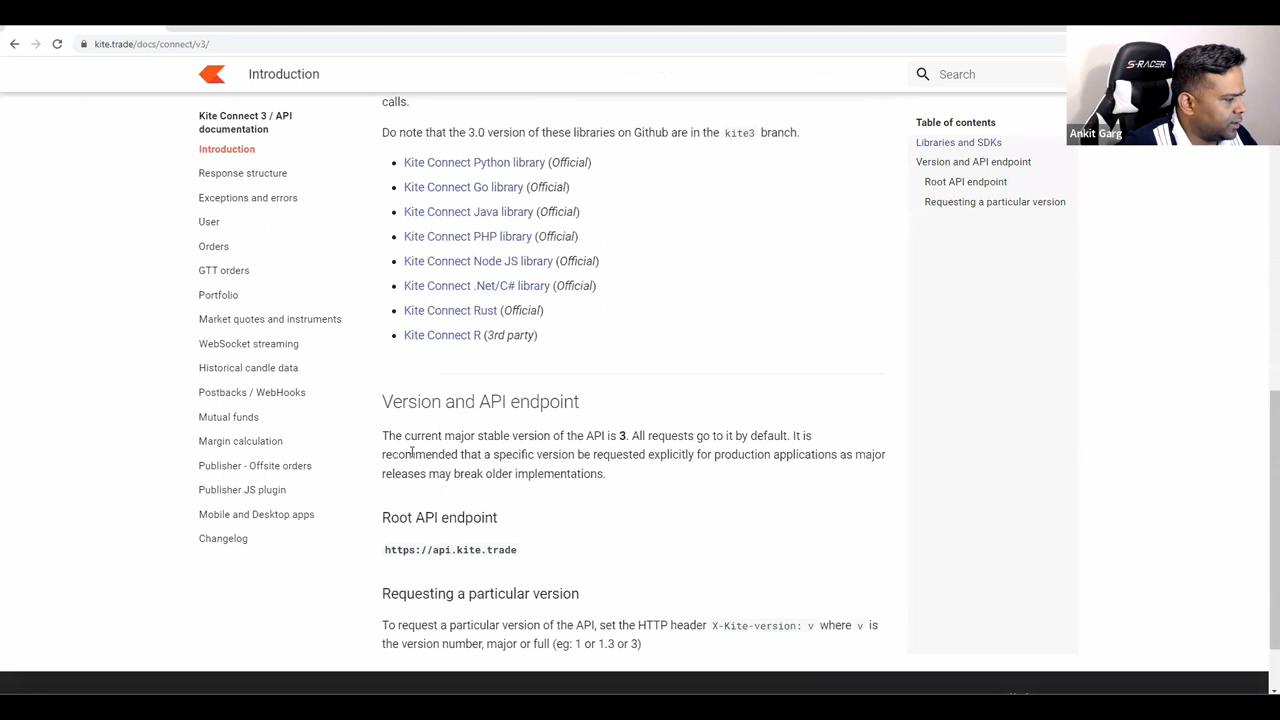 kite.trade/docs/connect/v3/
Introduction
Search
S-RACER
Ankit Garg
Kite Connect 3 / API
documentation
Introduction
Response structure
Exceptions and errors
User
Orders
GTT orders
Portfolio
Market quotes and instruments
WebSocket streaming
Historical candle data
Postbacks / WebHooks
Mutual funds
Margin calculation
Publisher - Offsite orders
Publisher JS plugin
Mobile and Desktop apps
Changelog
calls.
Do note that the 3.0 version of these libraries on Github are in the kite3 branch.
Kite Connect Python library (Official)
Kite Connect Go library (Official)
Kite Connect Java library (Official)
Kite Connect PHP library (Official)
Kite Connect Node JS library (Official)
Kite Connect .Net/C# library (Official)
Kite Connect Rust (Official)
Kite Connect R (3rd party)
Version and API endpoint
The current major stable version of the API is 3. All requests go to it by default. It is
recommended that a specific version be requested explicitly for production applications as major
releases may break older implementations.
Root API endpoint
https://api.kite.trade
Requesting a particular version
To request a particular version of the API, set the HTTP header X-Kite-version: v where v is
the version number, major or full (eg: 1 or 1.3 or 3)
Table of contents
Libraries and SDKs
Version and API endpoint
Root API endpoint
Requesting a particular version